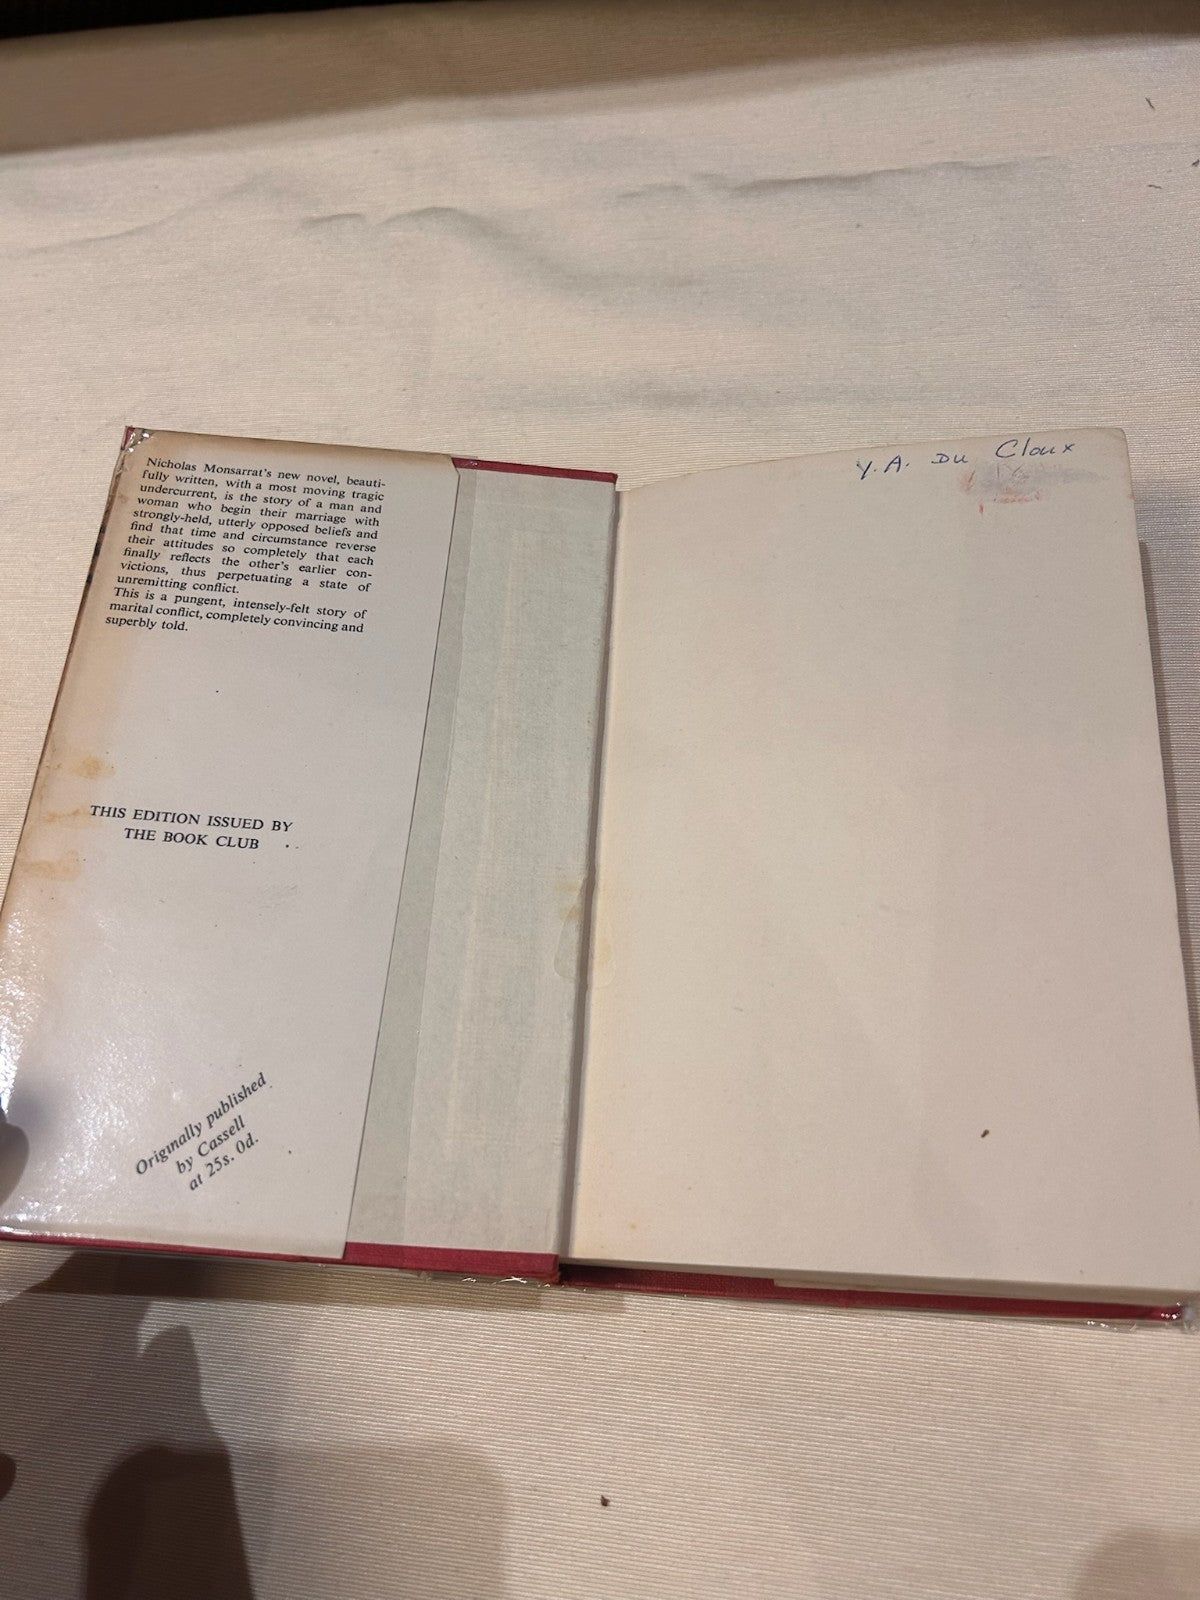 Nicholas Monsarrat's new novel, beauti-
fully written, with a most moving tragic
undercurrent, is the story of a man and
woman who begin their marriage with
strongly-held, utterly opposed beliefs and
find that time and circumstance reverse
their attitudes so completely that each
finally reflects the other's earlier con-
victions, thus perpetuating a state of
unremitting conflict.
This is a pungent, intensely-felt story of
marital conflict, completely convincing and
superbly told.
THIS EDITION ISSUED BY
THE BOOK CLUB
Originally published
by Cassell
at 25s. 0d.
Y.A. Du Cloux